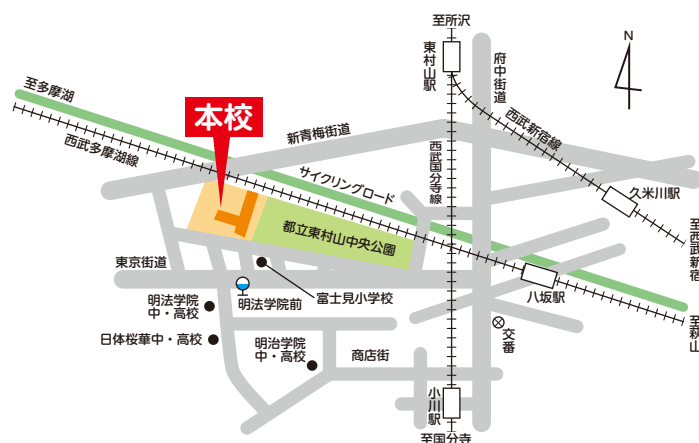 至所沢
東村山駅
府中街道
N
至多摩湖
本校
新青梅街道
西武新宿線
西武多摩湖線
西武国分寺線
サイクリングロード
久米川駅
都立東村山中央公園
至西武新宿
東京街道
富士見小学校
八坂駅
明法学院前
明法学院
中・高校
至萩山
交番
日体桜華中・高校
明治学院
中・高校
商店街
小川駅
至国分寺